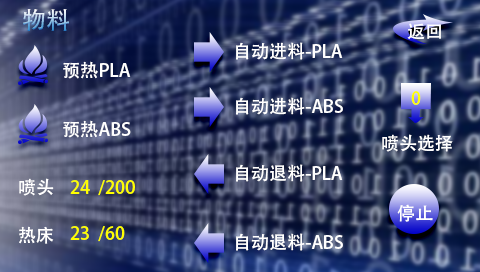 物料
返回
预热PLA
自动进料-PLA
0
预热ABS
自动进料-ABS
喷头选择
喷头 24 /200
自动退料-PLA
停止
热床 23 /60
自动退料-ABS